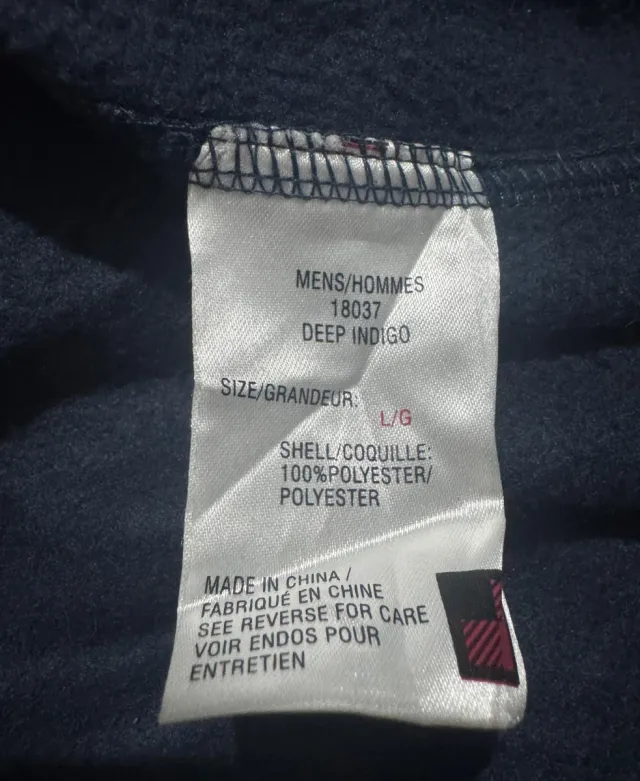 MENS/HOMMES
18037
DEEP INDIGO
SIZE/GRANDEUR:
L/G
SHELL/COQUILLE:
100%POLYESTER/
POLYESTER
MADE IN CHINA /
FABRIQUÉ EN CHINE
SEE REVERSE FOR CARE
VOIR ENDOS POUR
ENTRETIEN